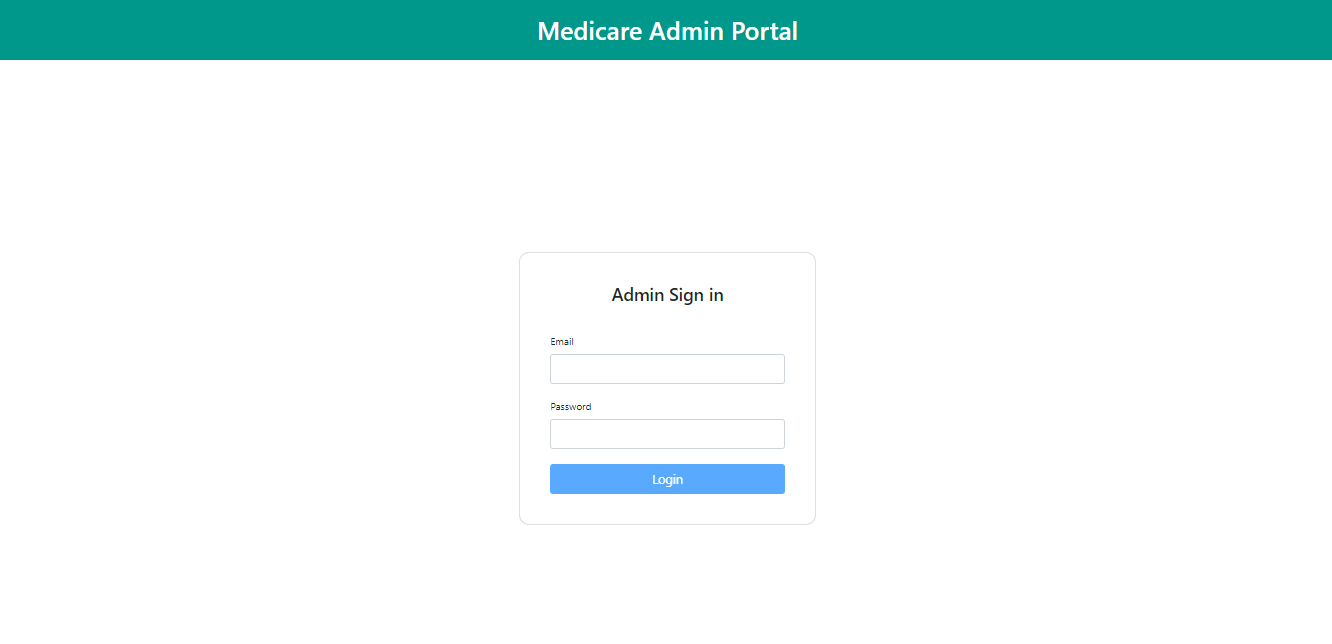 Medicare Admin Portal
Admin Sign in
Email
Password
Login